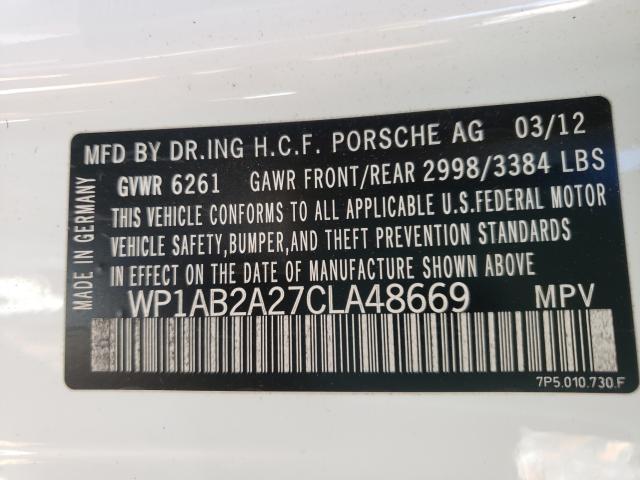 MFD BY DR.ING H.C.F. PORSCHE AG 03/12
GVWR 6261 GAWR FRONT/REAR 2998/3384 LBS
THIS VEHICLE CONFORMS TO ALL APPLICABLE U.S.FEDERAL MOTOR
VEHICLE SAFETY,BUMPER,AND THEFT PREVENTION STANDARDS
IN EFFECT ON THE DATE OF MANUFACTURE SHOWN ABOVE
WP1AB2A27CLA48669 MPV
7P5.010.730.F
MADE IN GERMANY